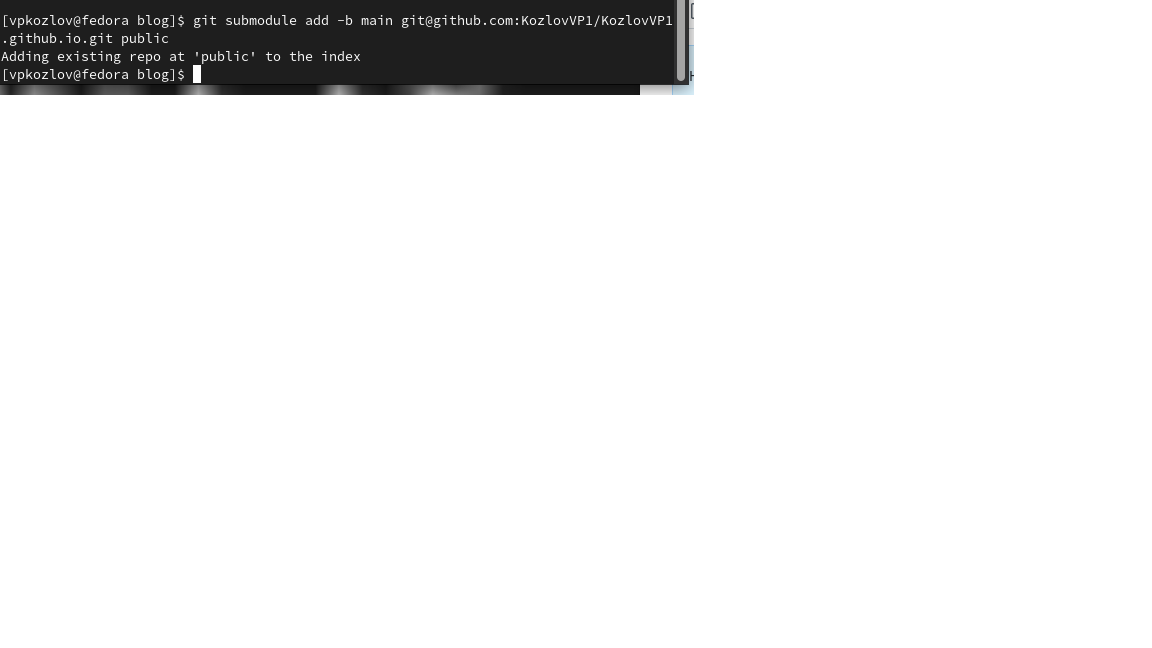 [vpkozlov@fedora blog]$ git submodule add -b main git@github.com:KozlovVP1/KozlovVP1
.github.io.git public
Adding existing repo at 'public' to the index
[vpkozlov@fedora blog]$